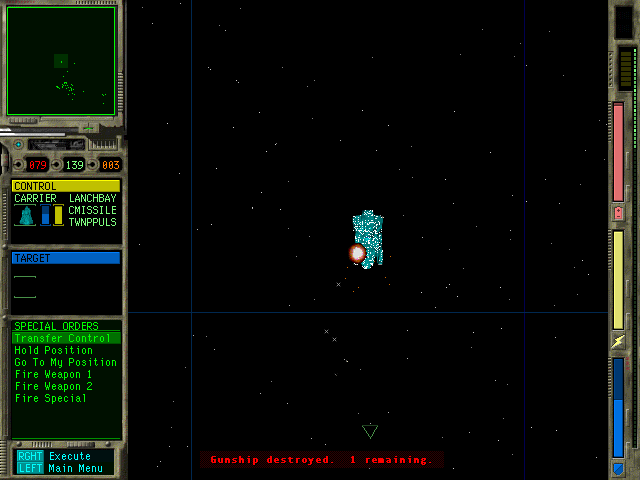 079 139 003
CONTROL
CARRIER LANCHBAY
CMISSILE
TWNPPULS
TARGET
SPECIAL ORDERS
Transfer Control
Hold Position
Go To My Position
Fire Weapon 1
Fire Weapon 2
Fire Special
RGHT Execute
LEFT Main Menu
Gunship destroyed. 1 remaining.